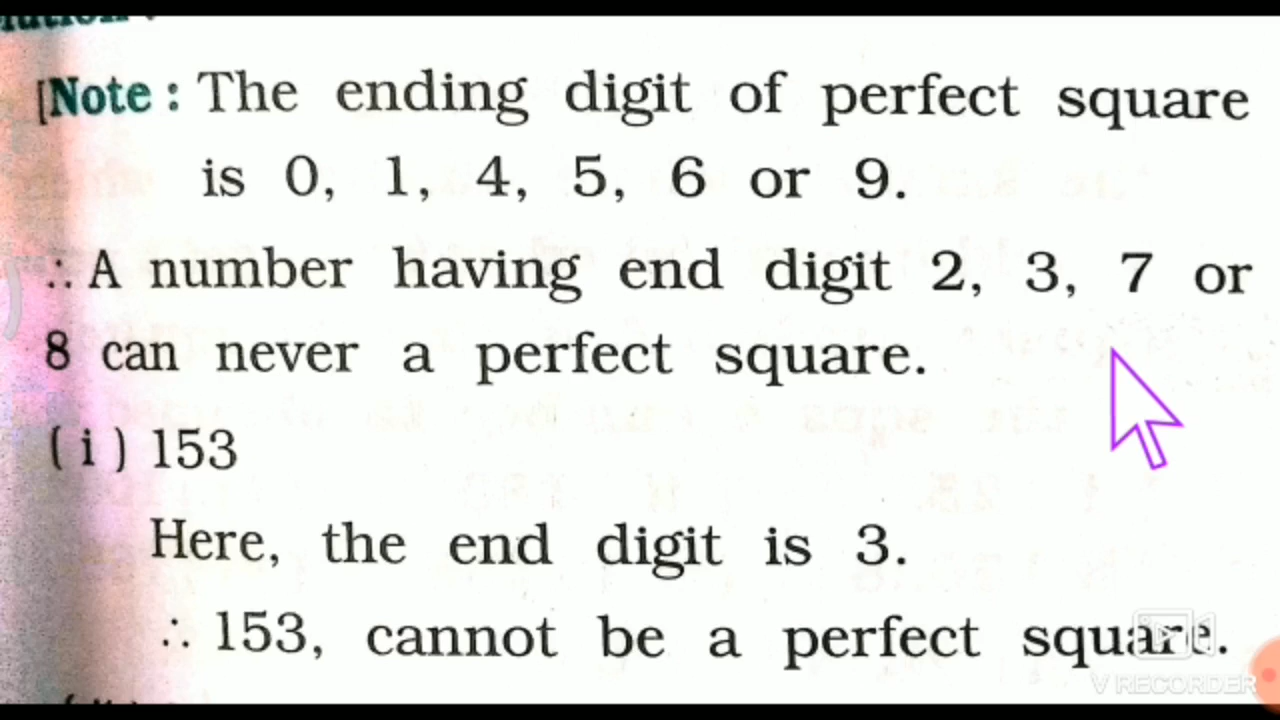 [Note : The ending digit of perfect square
is 0, 1, 4, 5, 6 or 9.
∴ A number having end digit 2, 3, 7 or
8 can never a perfect square.
( i ) 153
Here, the end digit is 3.
∴ 153, cannot be a perfect square.
V RECORDER